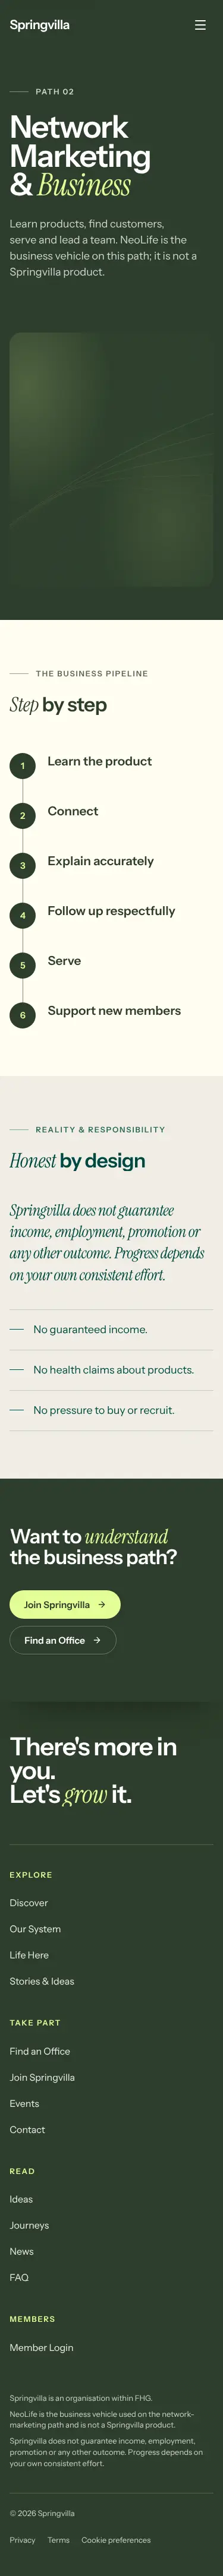 Springvilla
PATH 02
Network
Marketing
& Business
Learn products, find customers,
serve and lead a team. NeoLife is the
business vehicle on this path; it is not a
Springvilla product.
THE BUSINESS PIPELINE
Step by step
1 Learn the product
2 Connect
3 Explain accurately
4 Follow up respectfully
5 Serve
6 Support new members
REALITY & RESPONSIBILITY
Honest by design
Springvilla does not guarantee
income, employment, promotion or
any other outcome. Progress depends
on your own consistent effort.
No guaranteed income.
No health claims about products.
No pressure to buy or recruit.
Want to understand
the business path?
Join Springvilla →
Find an Office →
There's more in
you.
Let's grow it.
EXPLORE
Discover
Our System
Life Here
Stories & Ideas
TAKE PART
Find an Office
Join Springvilla
Events
Contact
READ
Ideas
Journeys
News
FAQ
MEMBERS
Member Login
Springvilla is an organisation within FHG.
NeoLife is the business vehicle used on the network-
marketing path and is not a Springvilla product.
Springvilla does not guarantee income, employment,
promotion or any other outcome. Progress depends on
your own consistent effort.
© 2026 Springvilla
Privacy Terms Cookie preferences